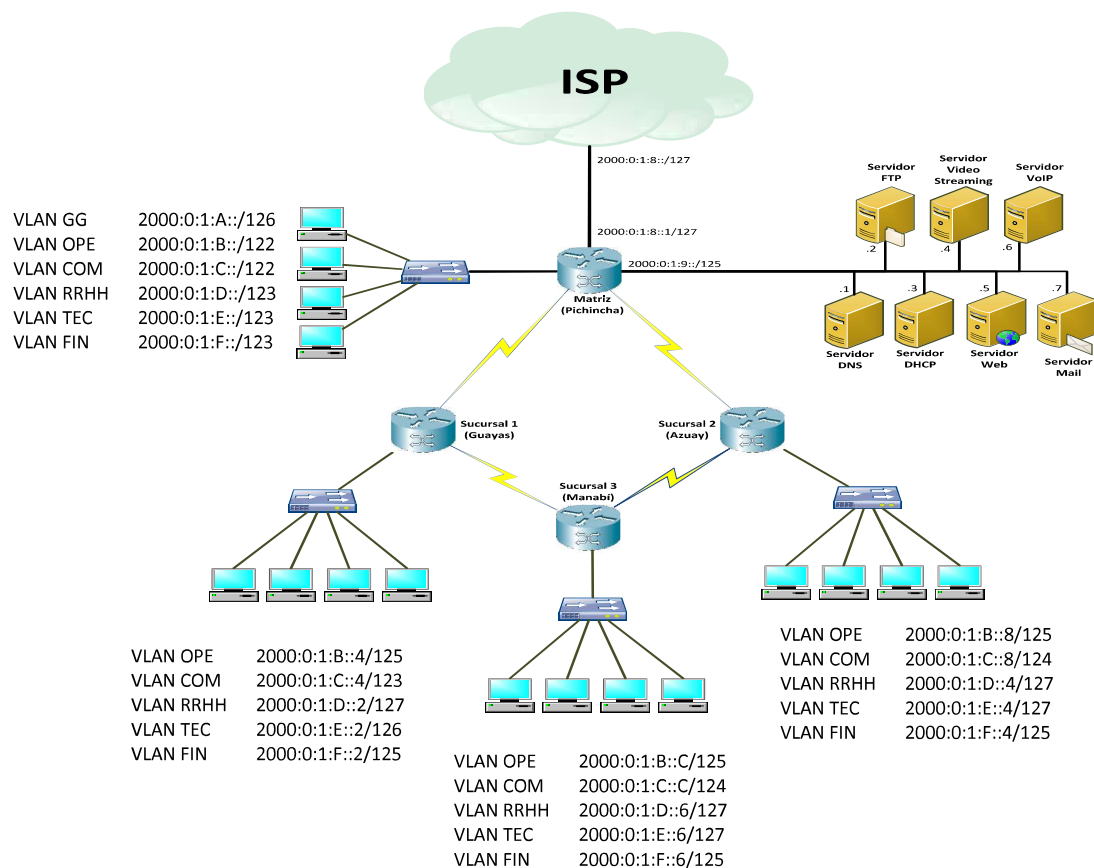 ISP
2000:0:1:8::/127
2000:0:1:8::1/127
2000:0:1:9::/125
Matriz
(Pichincha)
VLAN GG 2000:0:1:A::/126
VLAN OPE 2000:0:1:B::/122
VLAN COM 2000:0:1:C::/122
VLAN RRHH 2000:0:1:D::/123
VLAN TEC 2000:0:1:E::/123
VLAN FIN 2000:0:1:F::/123
Servidor
FTP
Servidor
Video
Streaming
Servidor
VoIP
.2
.4
.6
.1
.3
.5
.7
Servidor
DNS
Servidor
DHCP
Servidor
Web
Servidor
Mail
Sucursal 1
(Guayas)
Sucursal 2
(Azuay)
Sucursal 3
(Manabí)
VLAN OPE 2000:0:1:B::4/125
VLAN COM 2000:0:1:C::4/123
VLAN RRHH 2000:0:1:D::2/127
VLAN TEC 2000:0:1:E::2/126
VLAN FIN 2000:0:1:F::2/125
VLAN OPE 2000:0:1:B::C/125
VLAN COM 2000:0:1:C::C/124
VLAN RRHH 2000:0:1:D::6/127
VLAN TEC 2000:0:1:E::6/127
VLAN FIN 2000:0:1:F::6/125
VLAN OPE 2000:0:1:B::8/125
VLAN COM 2000:0:1:C::8/124
VLAN RRHH 2000:0:1:D::4/127
VLAN TEC 2000:0:1:E::4/127
VLAN FIN 2000:0:1:F::4/125